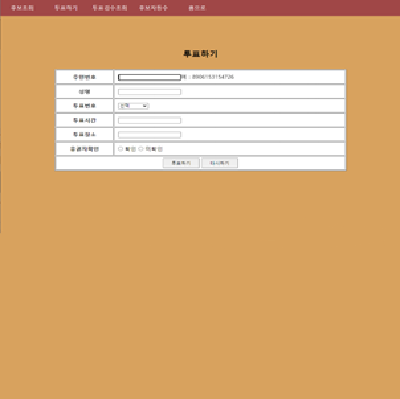 후보조회 투표하기 투표검수조회 후보자등수 홈으로
투표하기
주민번호 예 :
성명
투표번호 선택
투표시간
투표장소
유권자확인 확인 미확인
투표하기 다시하기